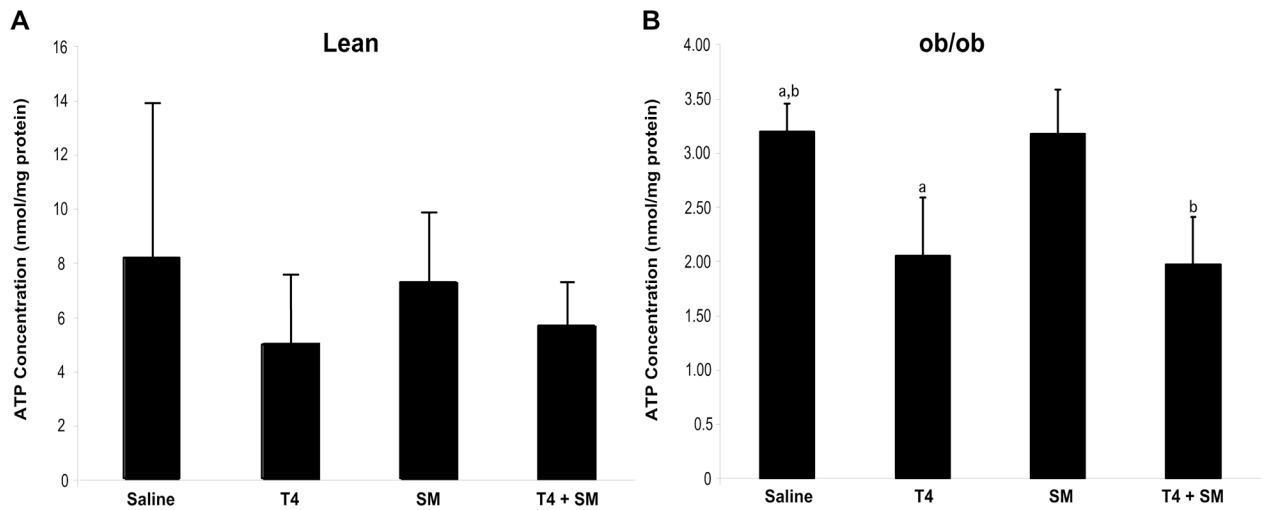 A
Lean
ATP Concentration (nmol/mg protein)
16
14
12
10
8
6
4
2
0
Saline
T4
SM
T4 + SM
B
ob/ob
ATP Concentration (nmol/mg protein)
4.00
3.50
3.00
2.50
2.00
1.50
1.00
0.5
0
a,b
a
b
Saline
T4
SM
T4 + SM